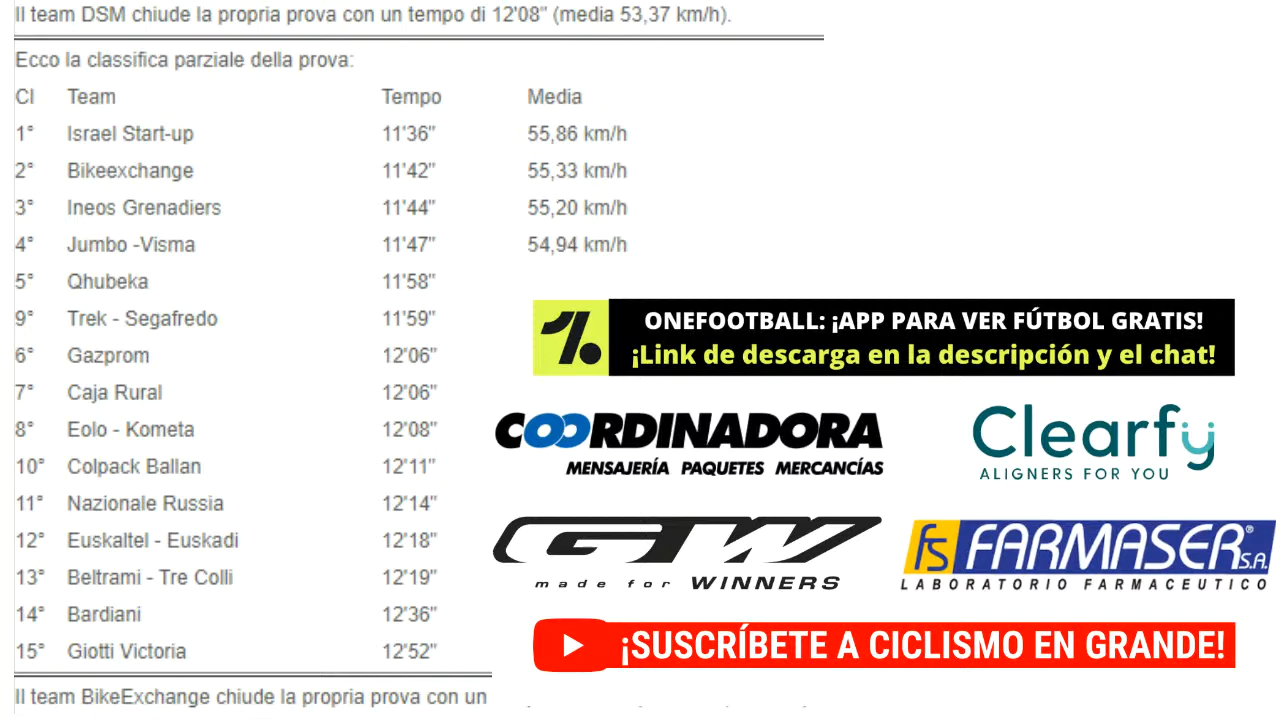 Il team DSM chiude la propria prova con un tempo di 12'08" (media 53,37 km/h).
Ecco la classifica parziale della prova:
Cl Team Tempo Media
1° Israel Start-up 11'36" 55,86 km/h
2° Bikeexchange 11'42" 55,33 km/h
3° Ineos Grenadiers 11'44" 55,20 km/h
4° Jumbo -Visma 11'47" 54,94 km/h
5° Qhubeka 11'58"
9° Trek - Segafredo 11'59"
6° Gazprom 12'06"
7° Caja Rural 12'06"
8° Eolo - Kometa 12'08"
10° Colpack Ballan 12'11"
11° Nazionale Russia 12'14"
12° Euskaltel - Euskadi 12'18"
13° Beltrami - Tre Colli 12'19"
14° Bardiani 12'36"
15° Giotti Victoria 12'52"
Il team BikeExchange chiude la propria prova con un
1.
ONEFOOTBALL: ¡APP PARA VER FÚTBOL GRATIS!
¡Link de descarga en la descripción y el chat!
COORDINADORA
MENSAJERÍA PAQUETES MERCANCÍAS
Clearfy
ALIGNERS FOR YOU
GW
made for WINNERS
fs FARMASER® S.A.
LABORATORIO FARMACEUTICO
¡SUSCRÍBETE A CICLISMO EN GRANDE!